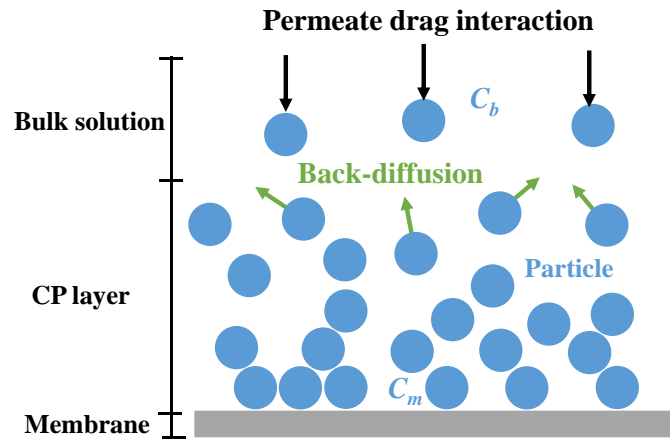 Permeate drag interaction
C_b
Bulk solution
Back-diffusion
Particle
CP layer
C_m
Membrane